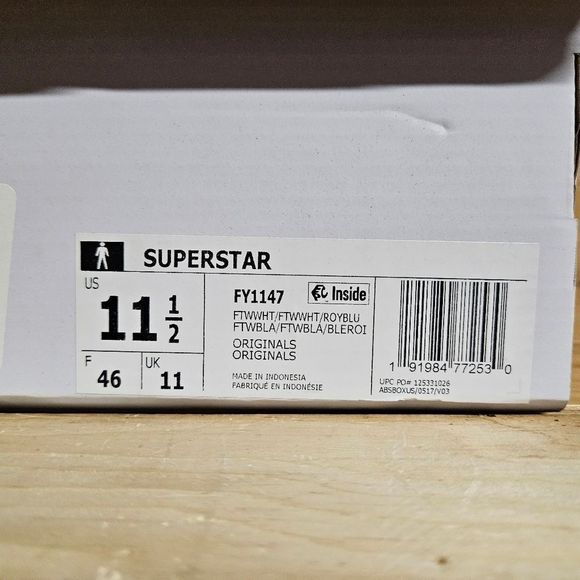 SUPERSTAR
US
11 1/2
F
46
UK
11
FY1147
Inside
FTWWHT/FTWWHT/ROYBLU
FTWBLA/FTWBLA/BLEROI
ORIGINALS
ORIGINALS
MADE IN INDONESIA
FABRIQUÉ EN INDONÉSIE
1 91984 77253 0
UPC PO# 125331026
ABSBOXUS/0517/V03